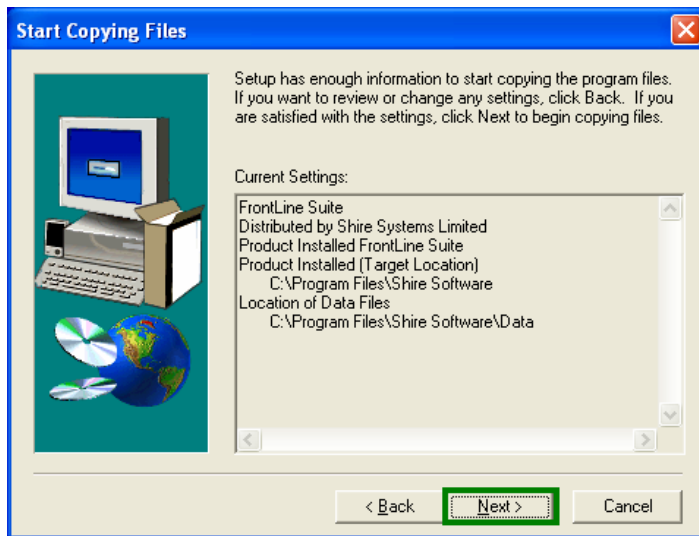 Start Copying Files
Setup has enough information to start copying the program files.
If you want to review or change any settings, click Back.  If you
are satisfied with the settings, click Next to begin copying files.
Current Settings:
FrontLine Suite
Distributed by Shire Systems Limited
Product Installed FrontLine Suite
Product Installed (Target Location)
C:\Program Files\Shire Software
Location of Data Files
C:\Program Files\Shire Software\Data
< Back
Next >
Cancel